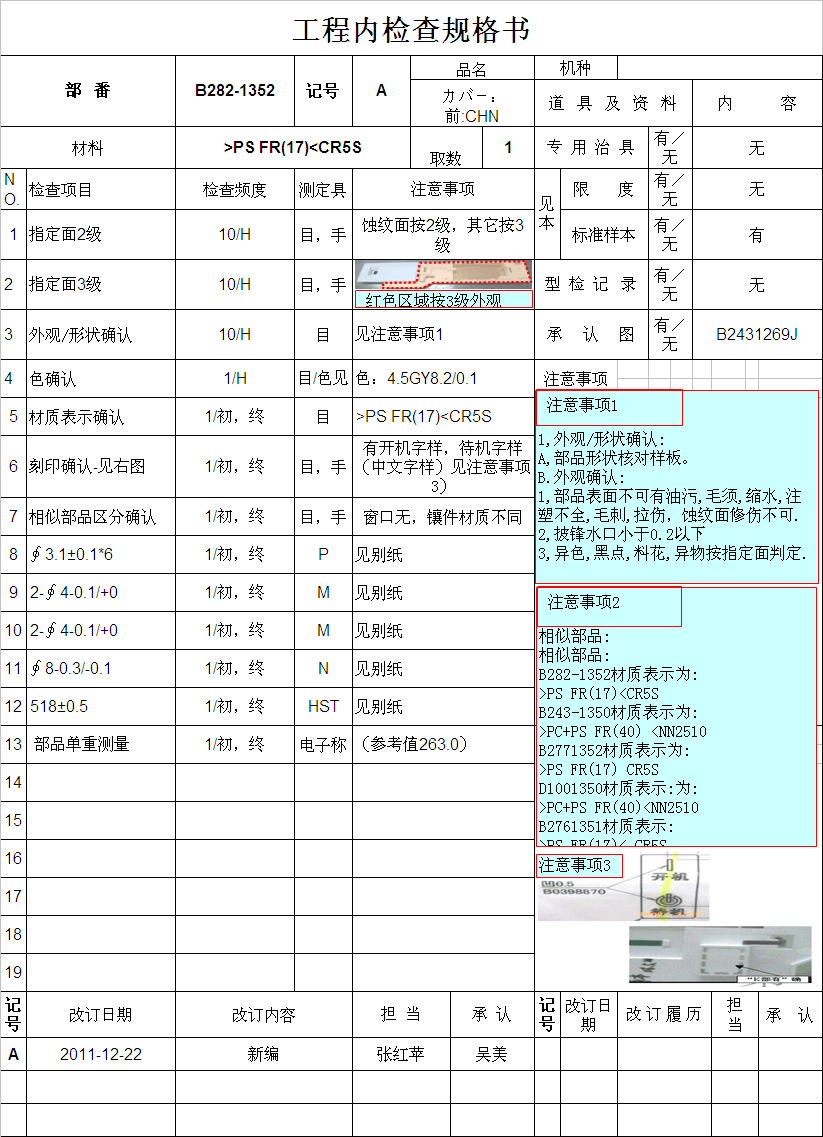 工程内检查规格书
部 番 B282-1352 记号 A 品名 机种
カバー：
前:CHN
道 具 及 资 料 内 容
材料 >PS FR(17)<CR5S 取数 1 专 用 治 具 有／无 无
NO. 检查项目 检查频度 测定具 注意事项 见本 限 度 有／无 无
1 指定面2级 10/H 目，手 蚀纹面按2级，其它按3级 标准样本 有／无 有
2 指定面3级 10/H 目，手 红色区域按3级外观 型 检 记 录 有／无 无
3 外观/形状确认 10/H 目 见注意事项1 承 认 图 有／无 B2431269J
4 色确认 1/H 目/色见 色：4.5GY8.2/0.1 注意事项
5 材质表示确认 1/初，终 目 >PS FR(17)<CR5S
6 刻印确认-见右图 1/初，终 目，手 有开机字样，待机字样（中文字样）见注意事项3）
7 相似部品区分确认 1/初，终 目，手 窗口无，镶件材质不同
8 ∮3.1±0.1*6 1/初，终 P 见别纸
9 2-∮4-0.1/+0 1/初，终 M 见别纸
10 2-∮4-0.1/+0 1/初，终 M 见别纸
11 ∮8-0.3/-0.1 1/初，终 N 见别纸
12 518±0.5 1/初，终 HST 见别纸
13 部品单重测量 1/初，终 电子称 （参考值263.0）
14
15
16
17
18
19
注意事项1
1,外观/形状确认:
A,部品形状核对样板。
B.外观确认:
1,部品表面不可有油污,毛须,缩水,注
塑不全,毛刺,拉伤，蚀纹面修伤不可.
2,披锋水口小于0.2以下
3,异色,黑点,料花,异物按指定面判定.
注意事项2
相似部品:
相似部品:
B282-1352材质表示为:
>PS FR(17)<CR5S
B243-1350材质表示为:
>PC+PS FR(40) <NN2510
B2771352材质表示为:
>PS FR(17) CR5S
D1001350材质表示:为:
>PC+PS FR(40)<NN2510
B2761351材质表示:
>PS FR(17)< CR5S
注意事项3
开机
B0398870
待机
记号 改订日期 改订内容 担 当 承 认 记号 改订日期 改 订 履 历 担当 承 认
A 2011-12-22 新编 张红苹 吴美